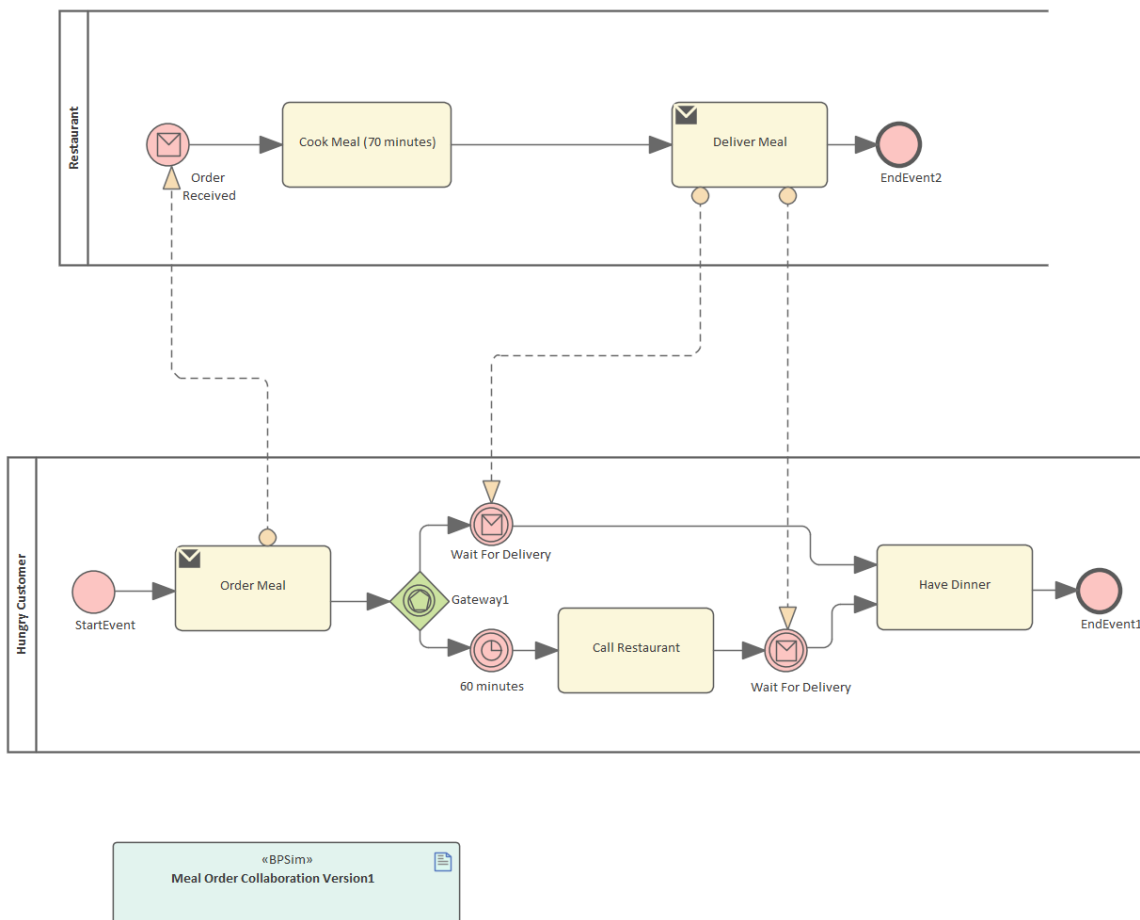 Restaurant
Cook Meal (70 minutes)
Deliver Meal
Order
Received
EndEvent2
Hungry Customer
Wait For Delivery
Order Meal
Have Dinner
Gateway1
StartEvent
EndEvent1
Call Restaurant
60 minutes
Wait For Delivery
«BPSim»
Meal Order Collaboration Version1